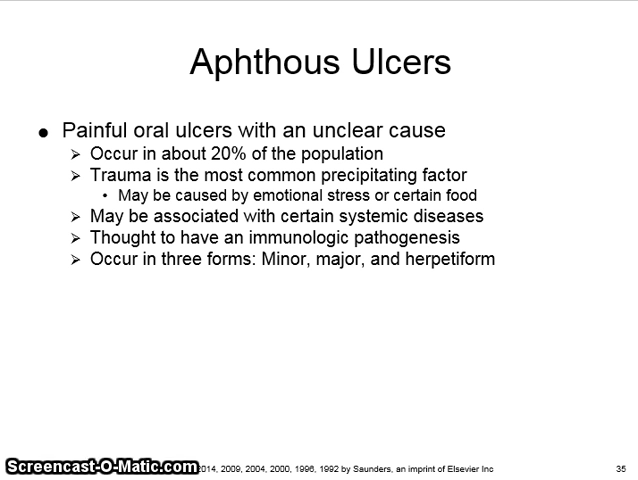 Aphthous Ulcers
● Painful oral ulcers with an unclear cause
➢ Occur in about 20% of the population
➢ Trauma is the most common precipitating factor
• May be caused by emotional stress or certain food
➢ May be associated with certain systemic diseases
➢ Thought to have an immunologic pathogenesis
➢ Occur in three forms: Minor, major, and herpetiform
Screencast-O-Matic.com 2014, 2009, 2004, 2000, 1996, 1992 by Saunders, an imprint of Elsevier Inc 35